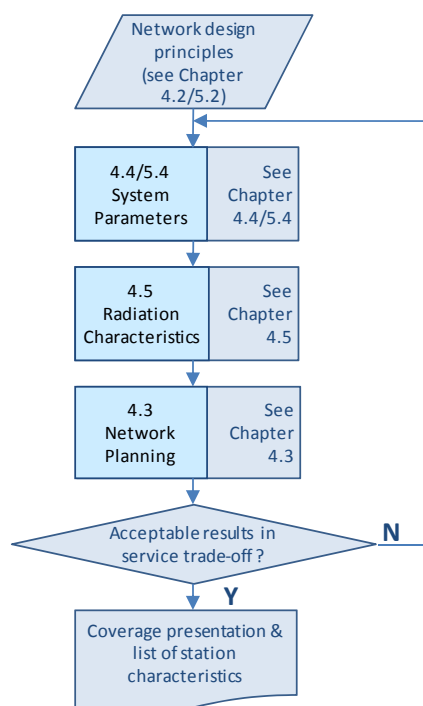 Network design
principles
(see Chapter
4.2/5.2)
4.4/5.4
System
Parameters
See
Chapter
4.4/5.4
4.5
Radiation
Characteristics
See
Chapter
4.5
4.3
Network
Planning
See
Chapter
4.3
Acceptable results in
service trade-off?
N
Y
Coverage presentation &
list of station
characteristics